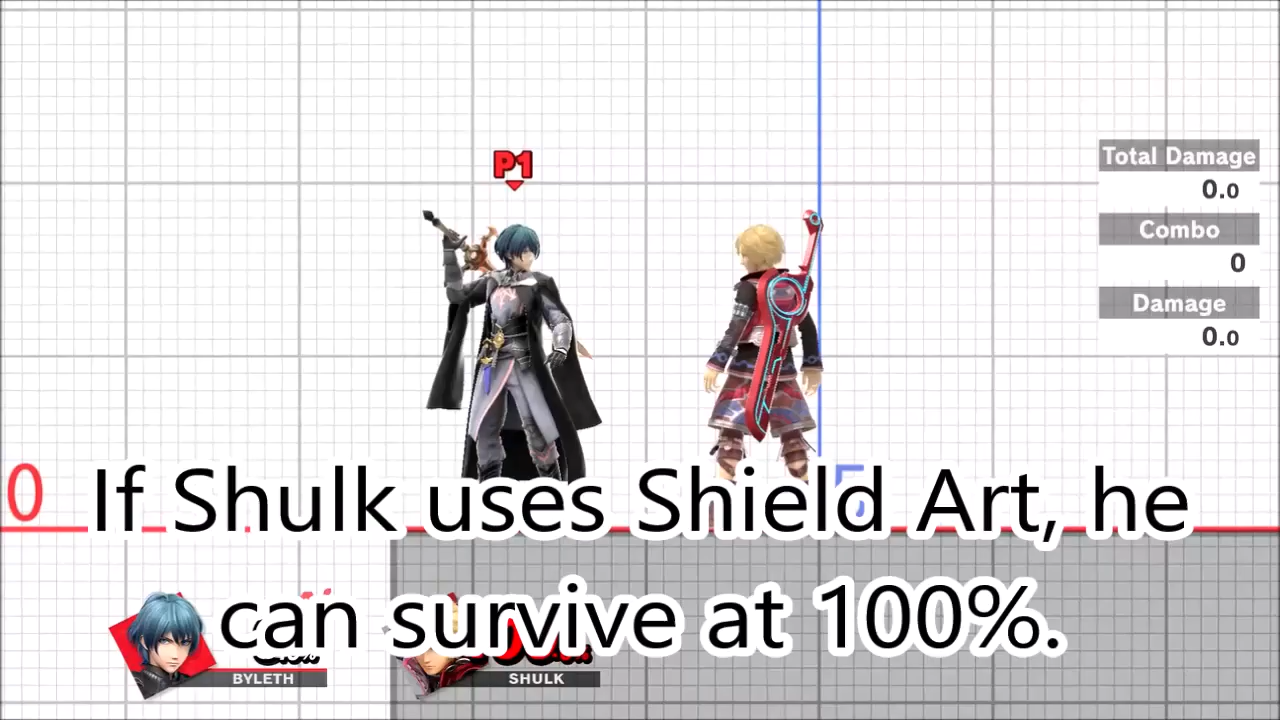 P1
Total Damage
0.0
Combo
0
Damage
0.0
0
If Shulk uses Shield Art, he
can survive at 100%.
BYLETH
SHULK